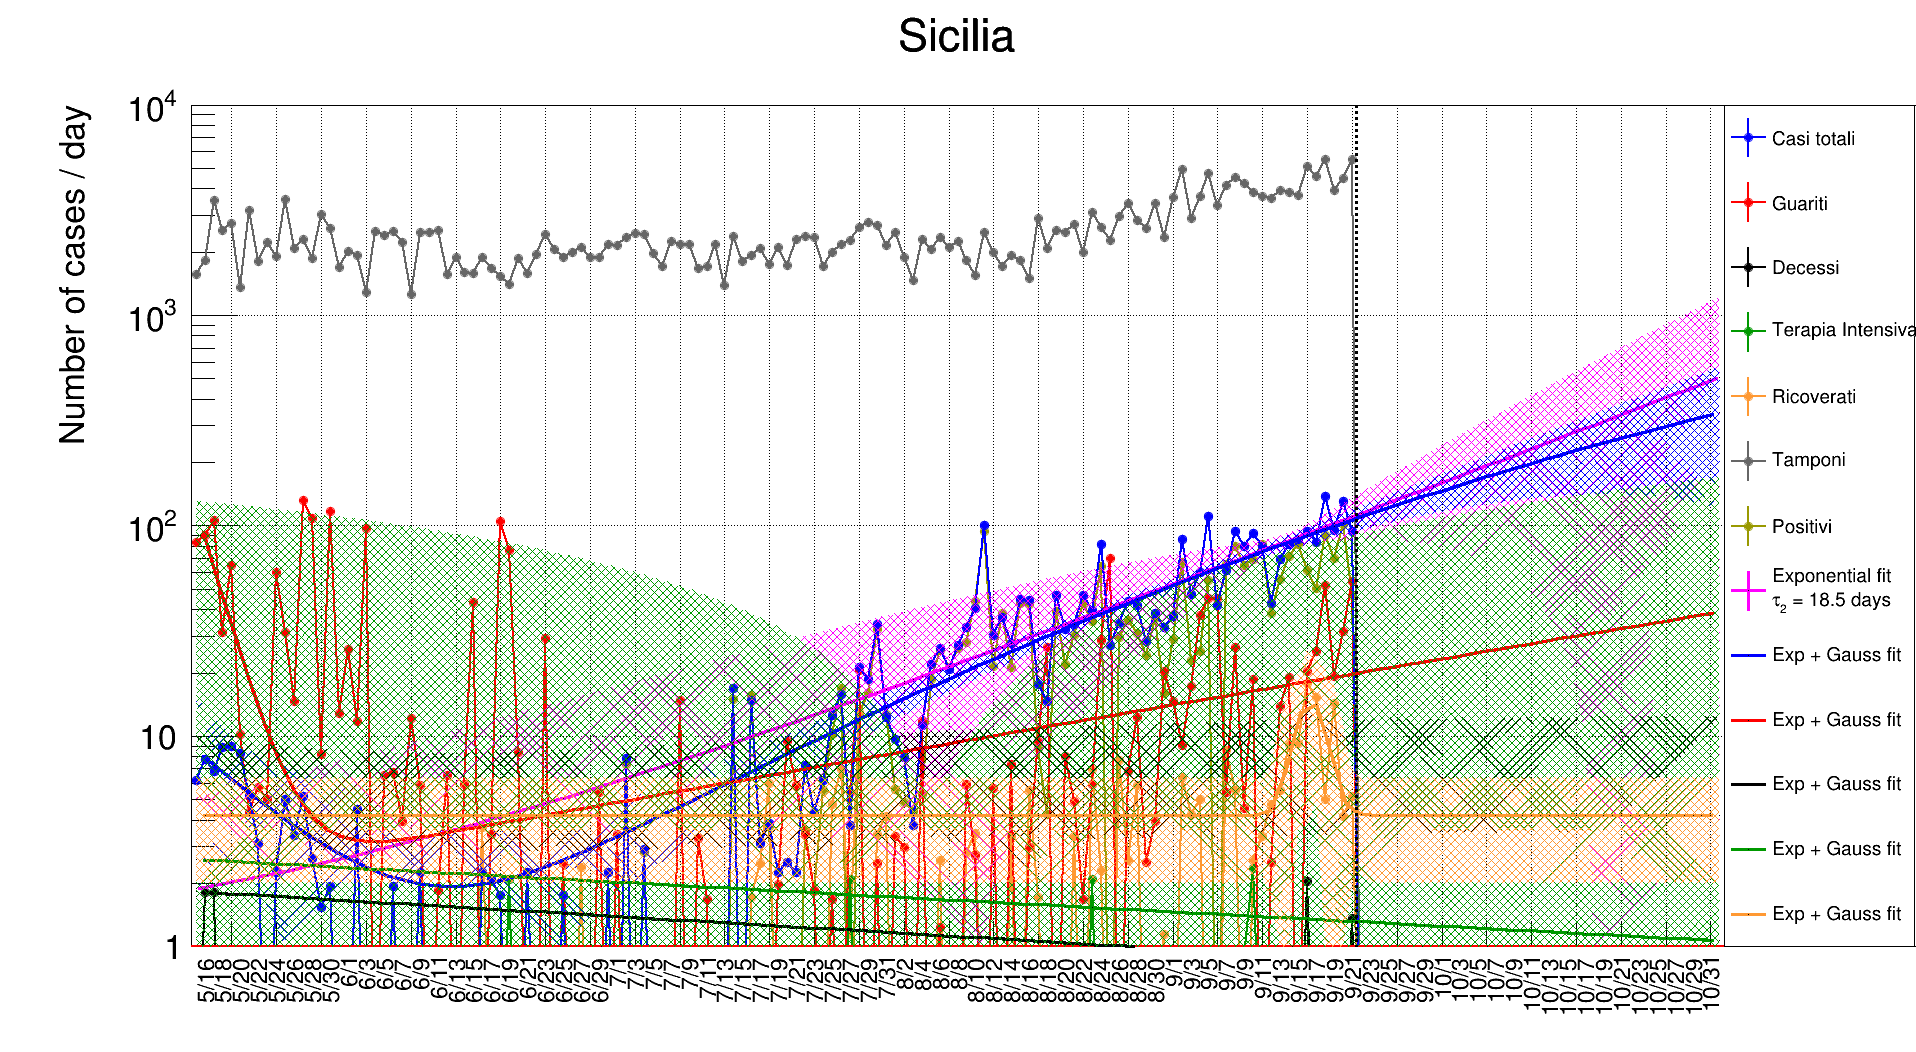 Sicilia
Number of cases / day
10⁴
10³
10²
10
1
5/16 5/18 5/20 5/22 5/24 5/26 5/28 5/30 6/1 6/3 6/5 6/7 6/9 6/11 6/13 6/15 6/17 6/19 6/21 6/23 6/25 6/27 6/29 7/1 7/3 7/5 7/7 7/9 7/11 7/13 7/15 7/17 7/19 7/21 7/23 7/25 7/27 7/29 7/31 8/2 8/4 8/6 8/8 8/10 8/12 8/14 8/16 8/18 8/20 8/22 8/24 8/26 8/28 8/30 9/1 9/3 9/5 9/7 9/9 9/11 9/13 9/15 9/17 9/19 9/21 9/23 9/25 9/27 9/29 10/1 10/3 10/5 10/7 10/9 10/11 10/13 10/15 10/17 10/19 10/21 10/23 10/25 10/27 10/29 10/31
Casi totali
Guariti
Decessi
Terapia Intensiva
Ricoverati
Tamponi
Positivi
Exponential fit
τ₂ = 18.5 days
Exp + Gauss fit
Exp + Gauss fit
Exp + Gauss fit
Exp + Gauss fit
Exp + Gauss fit